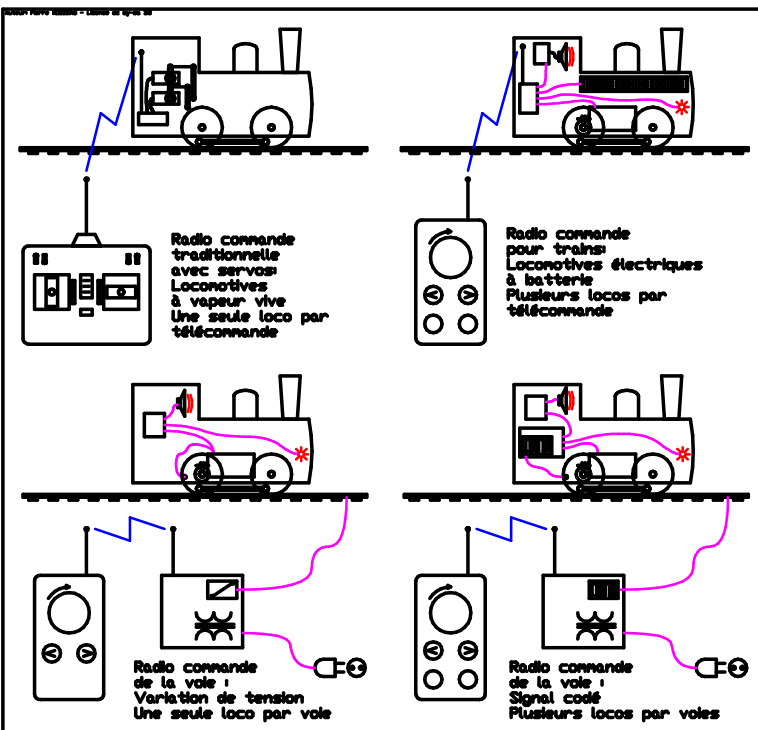 Radio commande
traditionnelle
avec servos:
Locomotives
à vapeur vive
Une seule loco par
télécommande
Radio commande
pour trains:
Locomotives électriques
à batterie
Plusieurs locos par
télécommande
Radio commande
de la voie :
Variation de tension
Une seule loco par voie
Radio commande
de la voie :
Signal codé
Plusieurs locos par voies